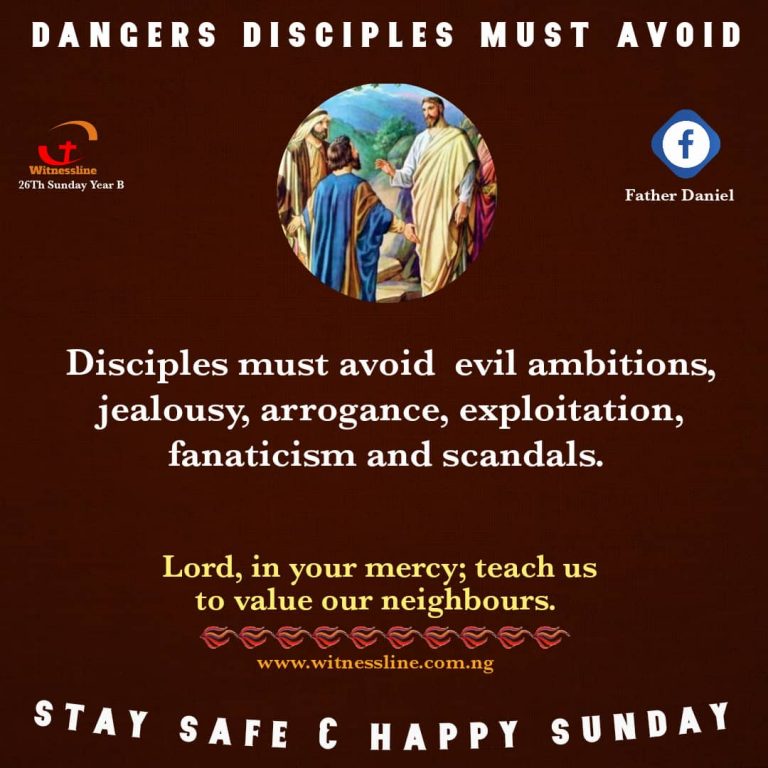 DANGERS DISCIPLES MUST AVOID
Witnessline
26Th Sunday Year B
f
Father Daniel
Disciples must avoid evil ambitions,
jealousy, arrogance, exploitation,
fanaticism and scandals.
Lord, in your mercy; teach us
to value our neighbours.
www.witnessline.com.ng
STAY SAFE & HAPPY SUNDAY